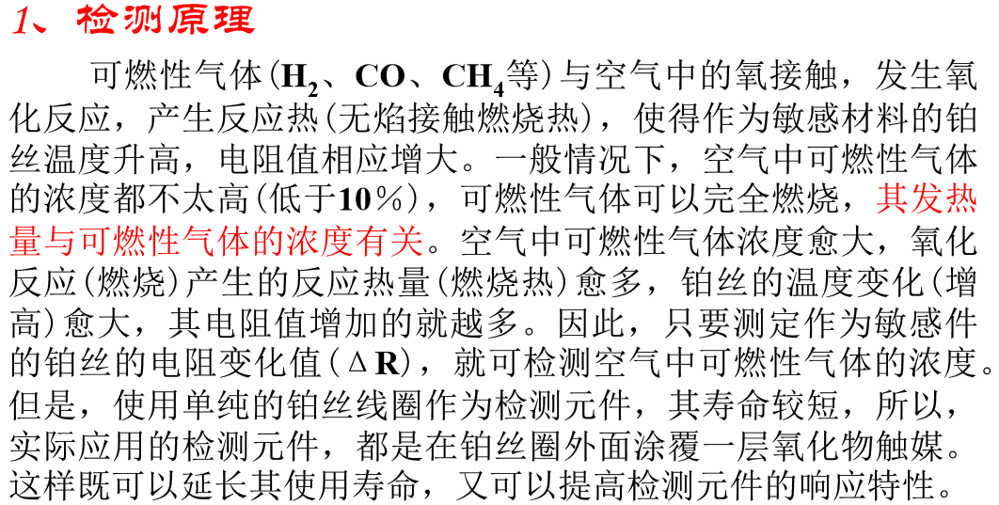 1、检测原理
可燃性气体(H2、CO、CH4等)与空气中的氧接触，发生氧
化反应，产生反应热(无焰接触燃烧热)，使得作为敏感材料的铂
丝温度升高，电阻值相应增大。一般情况下，空气中可燃性气体
的浓度都不太高(低于10％)，可燃性气体可以完全燃烧，其发热
量与可燃性气体的浓度有关。空气中可燃性气体浓度愈大，氧化
反应(燃烧)产生的反应热量(燃烧热)愈多，铂丝的温度变化(增
高)愈大，其电阻值增加的就越多。因此，只要测定作为敏感件
的铂丝的电阻变化值(ΔR)，就可检测空气中可燃性气体的浓度。
但是，使用单纯的铂丝线圈作为检测元件，其寿命较短，所以，
实际应用的检测元件，都是在铂丝圈外面涂覆一层氧化物触媒。
这样既可以延长其使用寿命，又可以提高检测元件的响应特性。